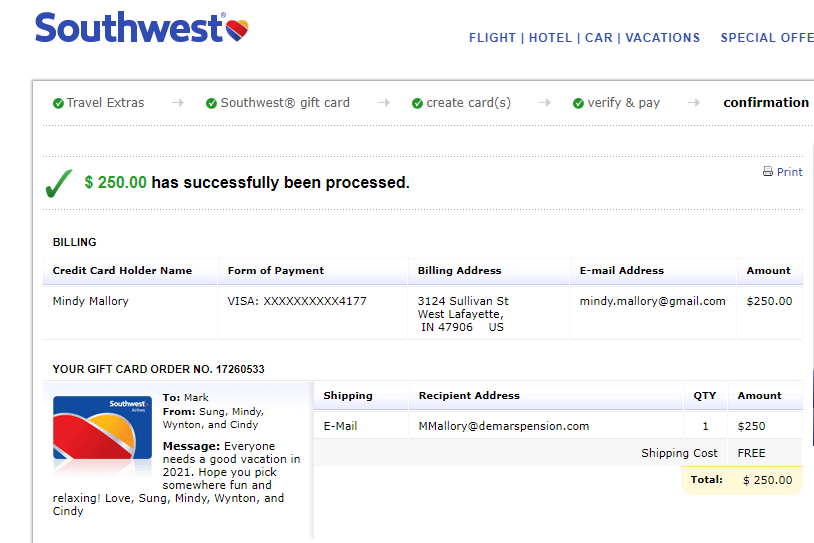 Southwest®
FLIGHT | HOTEL | CAR | VACATIONS SPECIAL OFFE
Travel Extras → Southwest® gift card → create card(s) → verify & pay → confirmation
$ 250.00 has successfully been processed.
Print
BILLING
Credit Card Holder Name Form of Payment Billing Address E-mail Address Amount
Mindy Mallory VISA: XXXXXXXXXX4177 3124 Sullivan St mindy.mallory@gmail.com $250.00
West Lafayette,
IN 47906 US
YOUR GIFT CARD ORDER NO. 17260533
Southwest
Airlines
To: Mark
From: Sung, Mindy,
Wynton, and Cindy
Message: Everyone
needs a good vacation in
2021. Hope you pick
somewhere fun and
relaxing! Love, Sung, Mindy, Wynton, and
Cindy
Shipping Recipient Address QTY Amount
E-Mail MMallory@demarspension.com 1 $250
Shipping Cost FREE
Total: $ 250.00